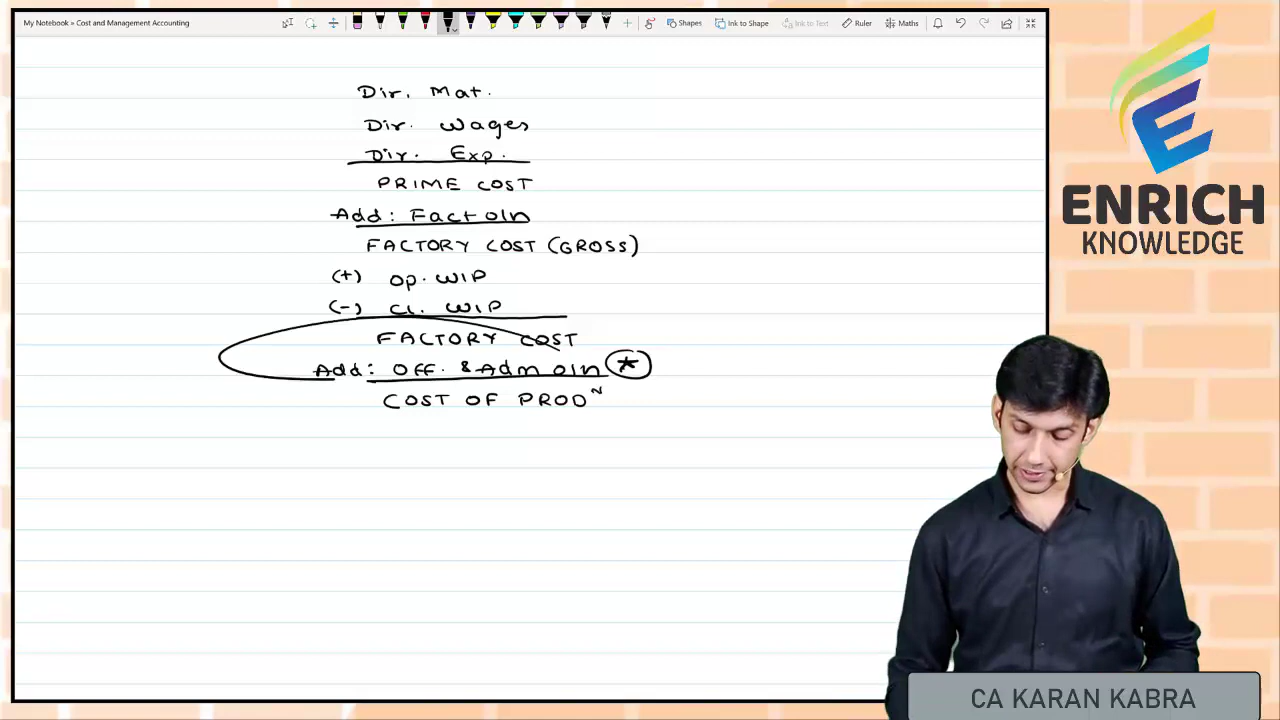 My Notebook » Cost and Management Accounting
Shapes
Ink to Shape
Ink to Text
Ruler
Maths
Dir. Mat.
Dir. Wages
Dir. Exp.
PRIME COST
Add: Fact OIn
FACTORY COST (GROSS)
(+) Op. WIP
(-) Cl. WIP
FACTORY COST
Add: Off. & Adm OIn *
COST OF PRODN
ENRICH
KNOWLEDGE
CA KARAN KABRA